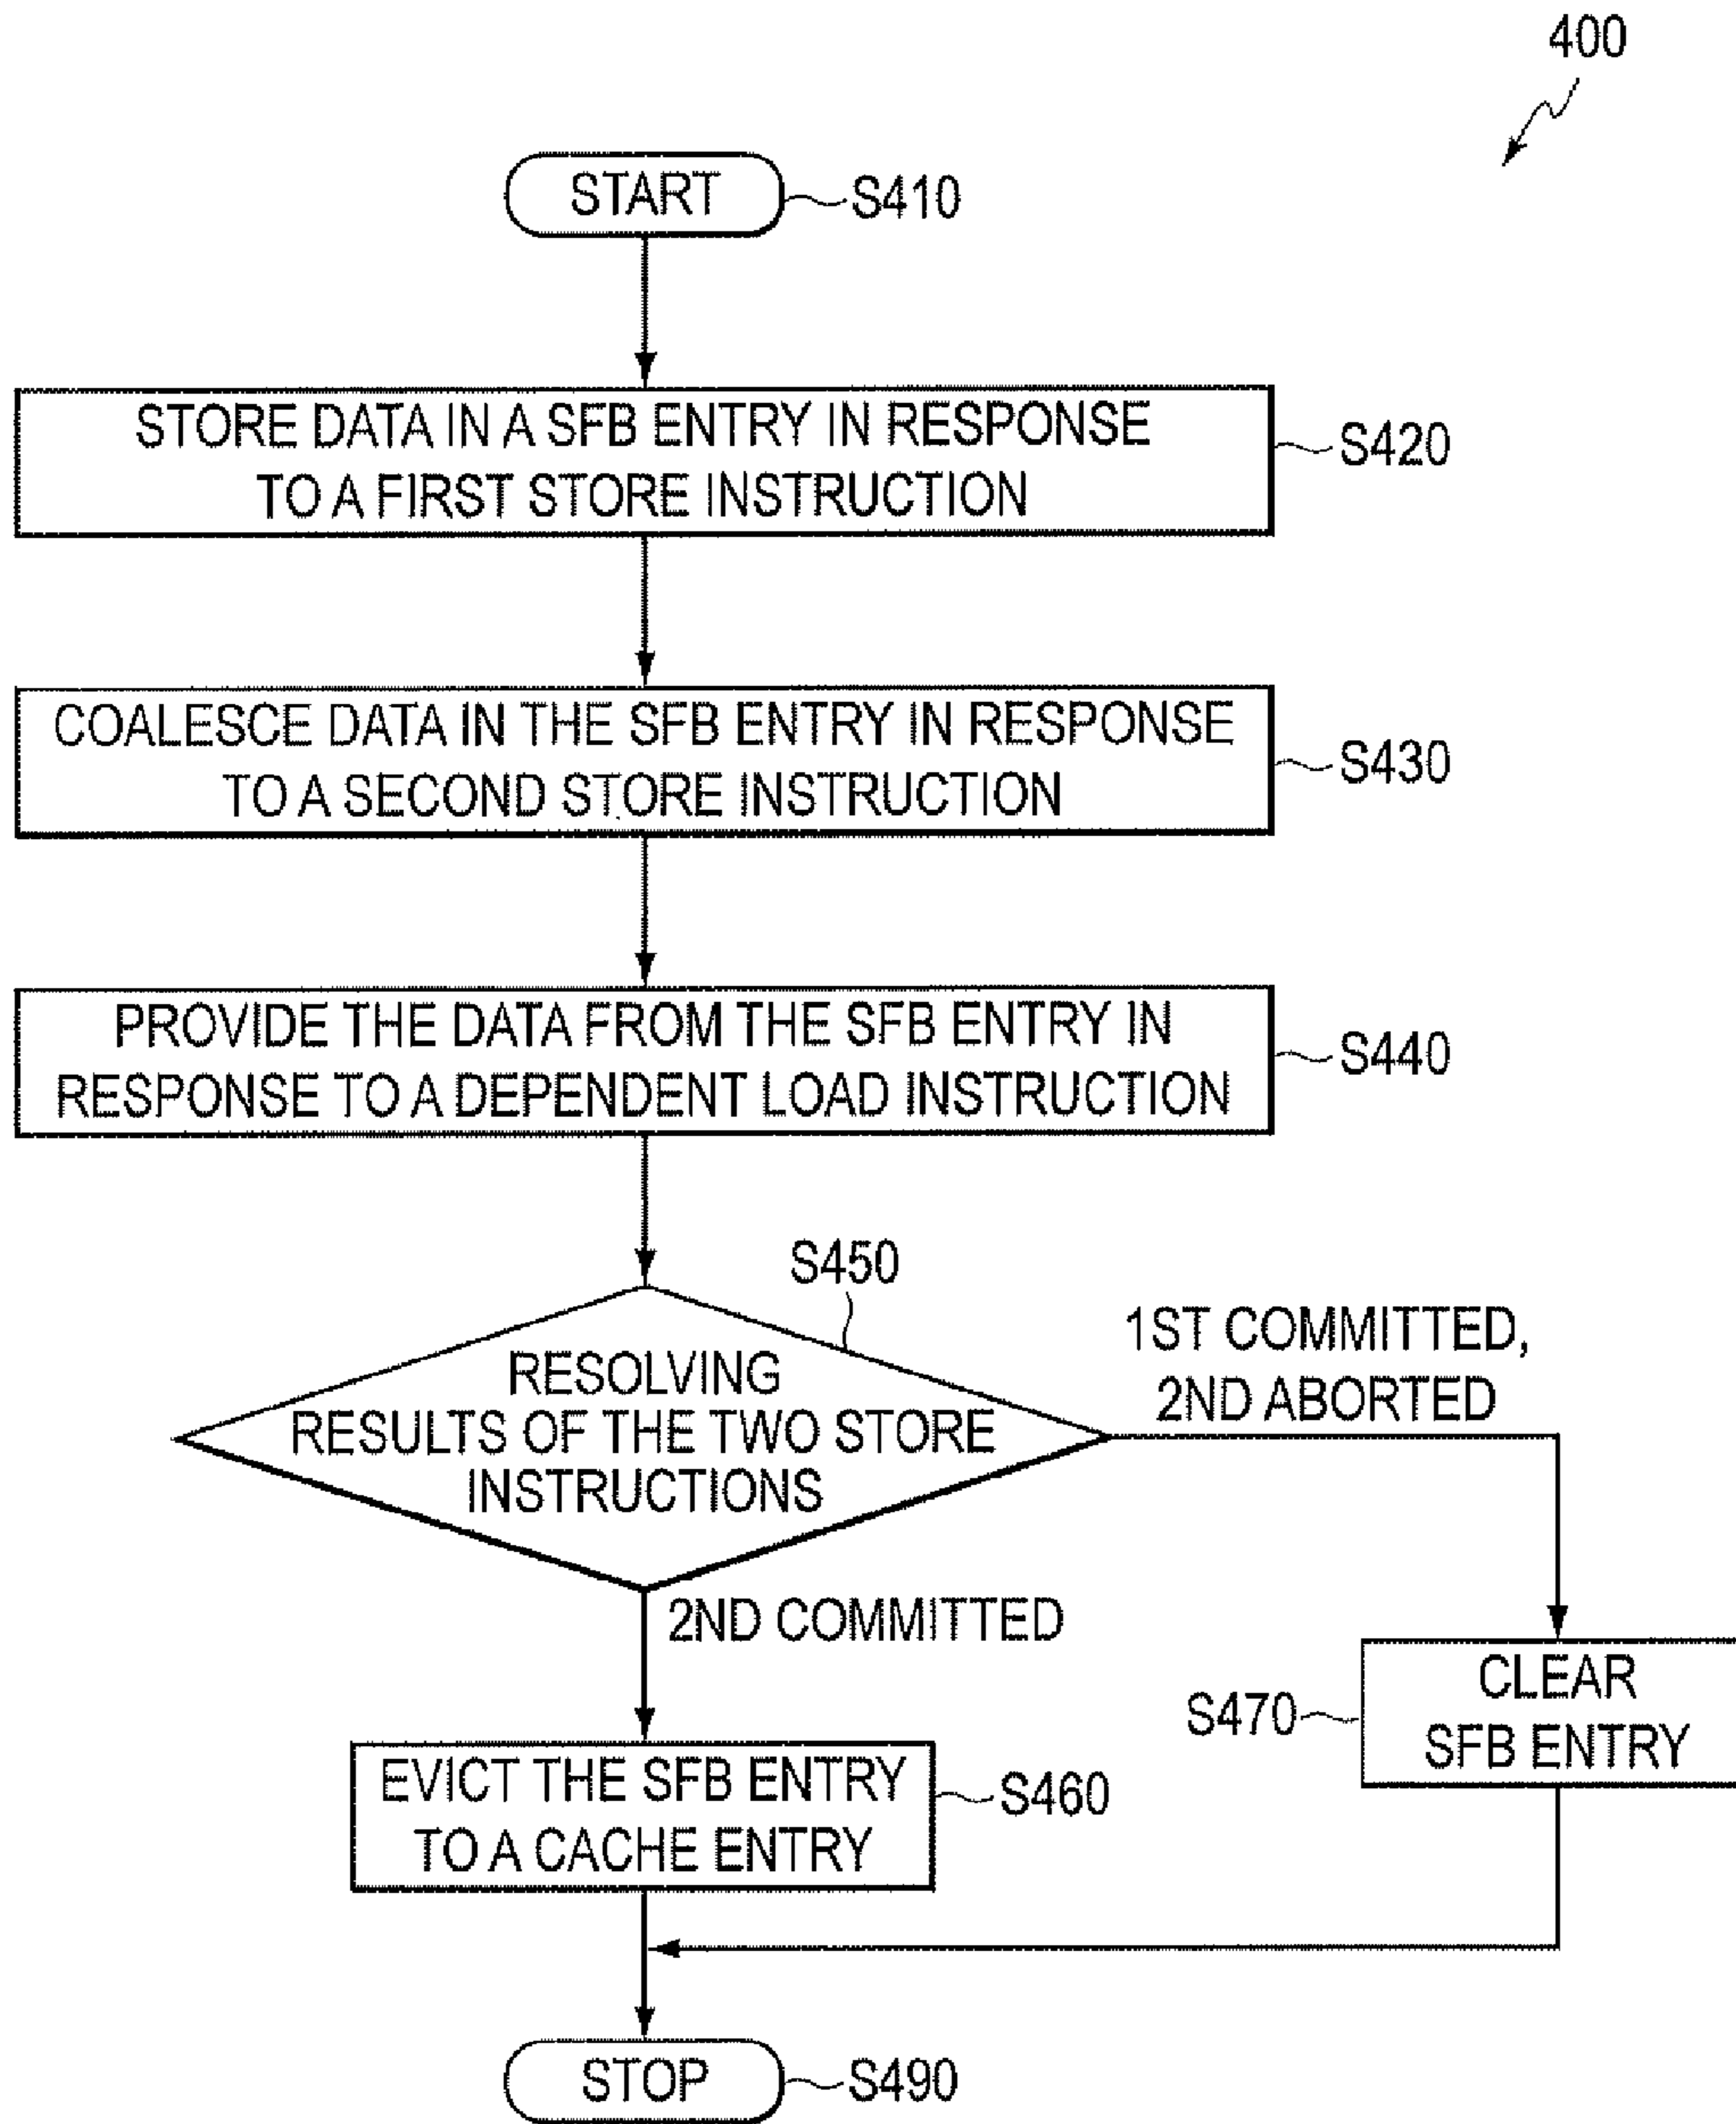 400
START
S410
STORE DATA IN A SFB ENTRY IN RESPONSE
TO A FIRST STORE INSTRUCTION
S420
COALESCE DATA IN THE SFB ENTRY IN RESPONSE
TO A SECOND STORE INSTRUCTION
S430
PROVIDE THE DATA FROM THE SFB ENTRY IN
RESPONSE TO A DEPENDENT LOAD INSTRUCTION
S440
S450
RESOLVING
RESULTS OF THE TWO STORE
INSTRUCTIONS
1ST COMMITTED,
2ND ABORTED
2ND COMMITTED
CLEAR
SFB ENTRY
S470
EVICT THE SFB ENTRY
TO A CACHE ENTRY
S460
STOP
S490